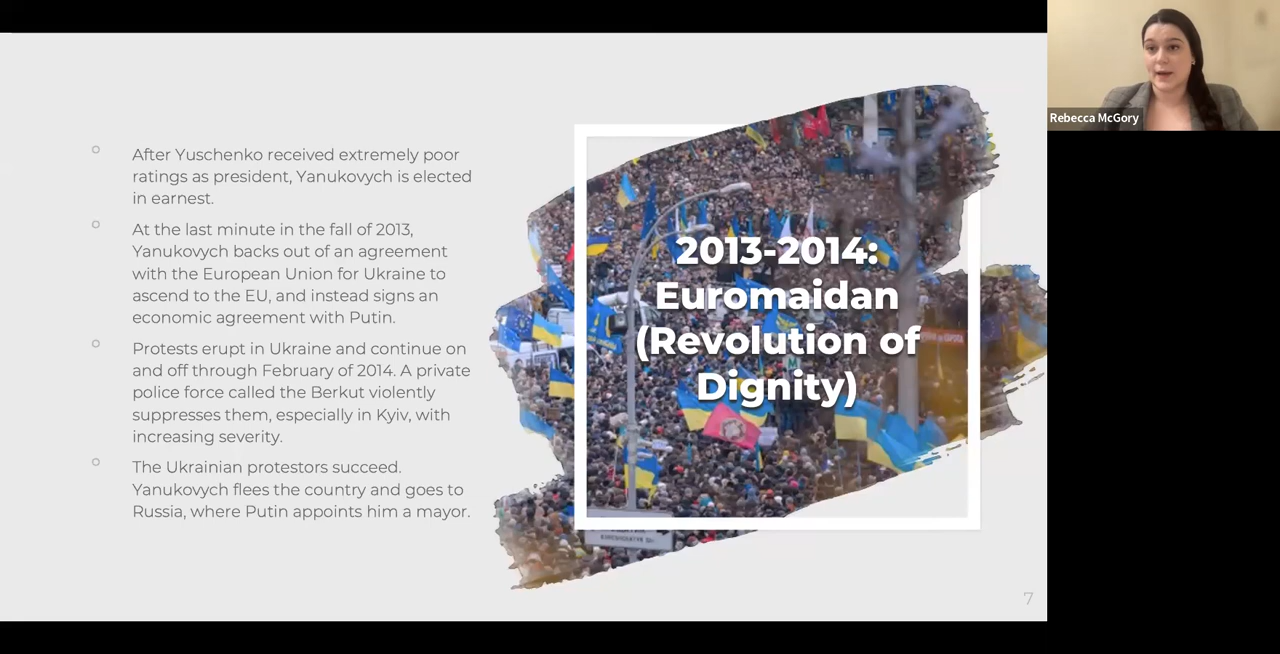 After Yuschenko received extremely poor
ratings as president, Yanukovych is elected
in earnest.
At the last minute in the fall of 2013,
Yanukovych backs out of an agreement
with the European Union for Ukraine to
ascend to the EU, and instead signs an
economic agreement with Putin.
Protests erupt in Ukraine and continue on
and off through February of 2014. A private
police force called the Berkut violently
suppresses them, especially in Kyiv, with
increasing severity.
The Ukrainian protestors succeed.
Yanukovych flees the country and goes to
Russia, where Putin appoints him a mayor.
2013-2014:
Euromaidan
(Revolution of
Dignity)
7
Rebecca McGory